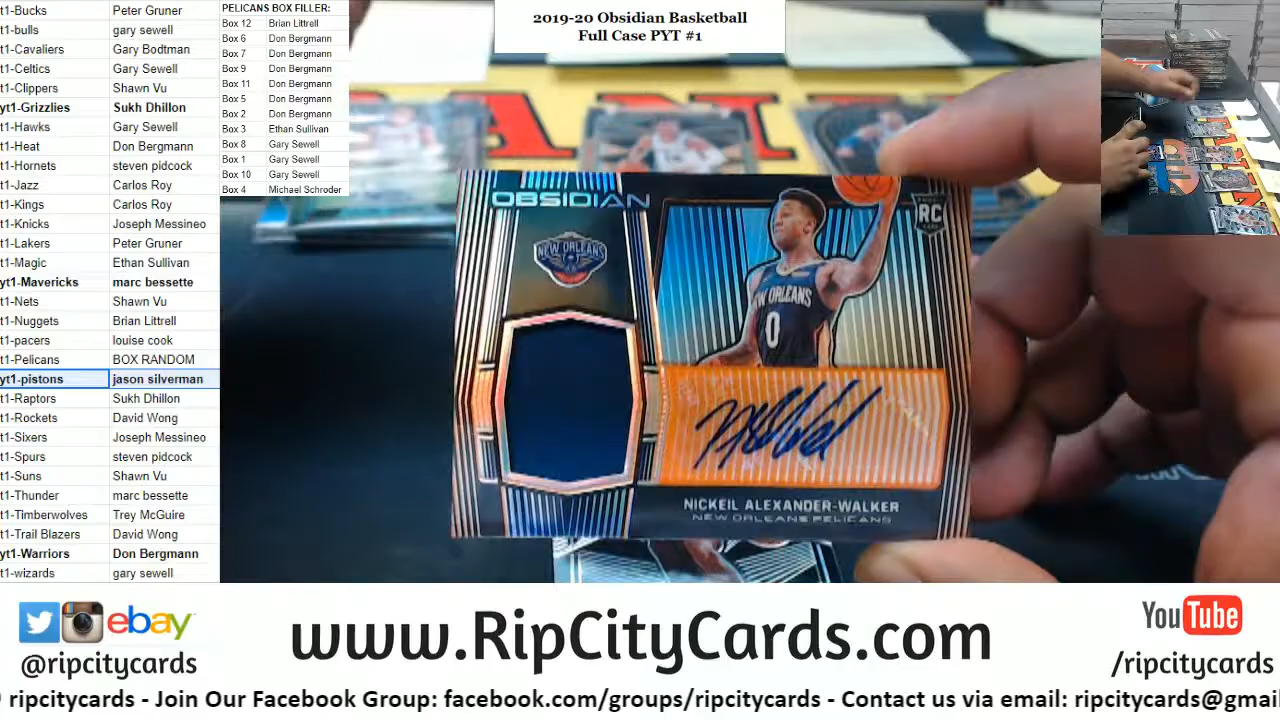 t1-Bucks Peter Gruner
t1-bulls gary sewell
t1-Cavaliers Gary Bodtman
t1-Celtics Gary Sewell
t1-Clippers Shawn Vu
yt1-Grizzlies Sukh Dhillon
t1-Hawks Gary Sewell
t1-Heat Don Bergmann
t1-Hornets steven pidcock
t1-Jazz Carlos Roy
t1-Kings Carlos Roy
t1-Knicks Joseph Messineo
t1-Lakers Peter Gruner
t1-Magic Ethan Sullivan
yt1-Mavericks marc bessette
t1-Nets Shawn Vu
t1-Nuggets Brian Littrell
t1-pacers louise cook
t1-Pelicans BOX RANDOM
yt1-pistons jason silverman
t1-Raptors Sukh Dhillon
t1-Rockets David Wong
t1-Sixers Joseph Messineo
t1-Spurs steven pidcock
t1-Suns Shawn Vu
t1-Thunder marc bessette
t1-Timberwolves Trey McGuire
t1-Trail Blazers David Wong
yt1-Warriors Don Bergmann
t1-wizards gary sewell
PELICANS BOX FILLER:
Box 12 Brian Littrell
Box 6 Don Bergmann
Box 7 Don Bergmann
Box 9 Don Bergmann
Box 11 Don Bergmann
Box 5 Don Bergmann
Box 2 Don Bergmann
Box 3 Ethan Sullivan
Box 8 Gary Sewell
Box 1 Gary Sewell
Box 10 Gary Sewell
Box 4 Michael Schroder
2019-20 Obsidian Basketball
Full Case PYT #1
OBSIDIAN
NEW ORLEANS
RC
NEW ORLEANS
0
NICKEIL ALEXANDER-WALKER
NEW ORLEANS PELICANS
ebay
@ripcitycards
www.RipCityCards.com
YouTube
/ripcitycards
ripcitycards - Join Our Facebook Group: facebook.com/groups/ripcitycards - Contact us via email: ripcitycards@gmai